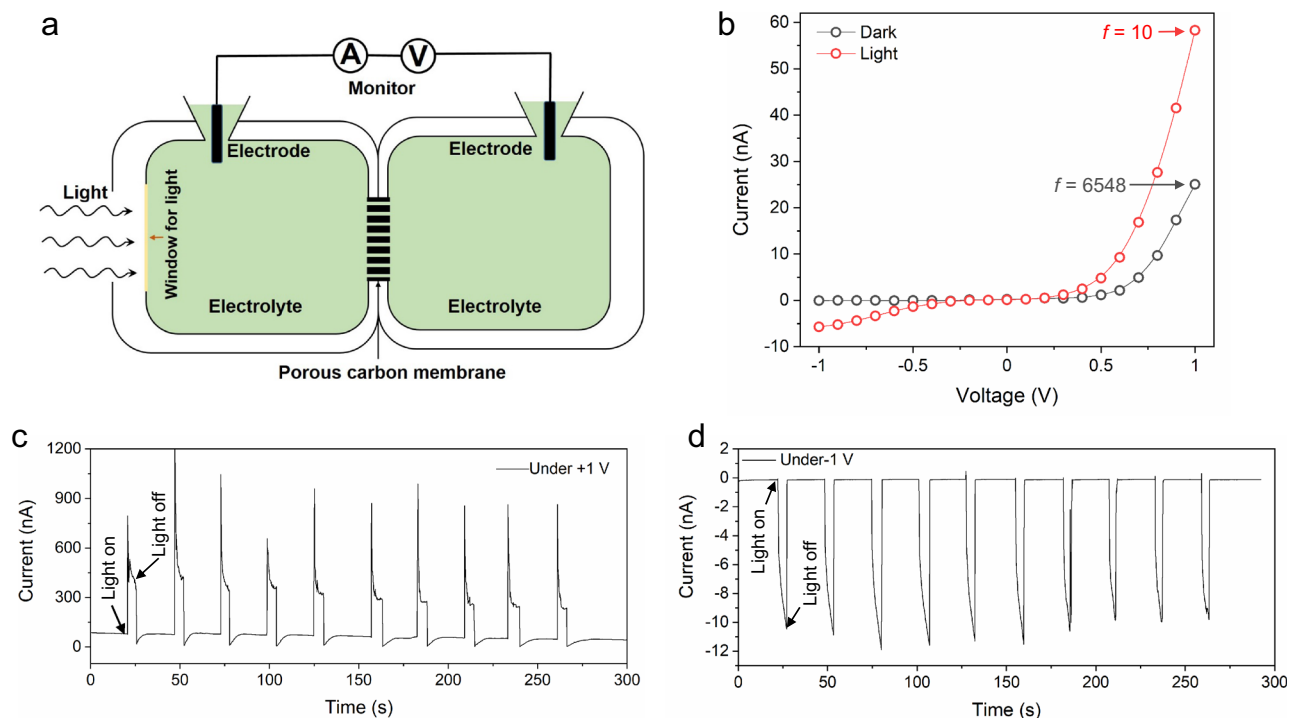 a
A
V
Monitor
Electrode
Electrode
Light
Window for light
Electrolyte
Electrolyte
Porous carbon membrane
b
Dark
Light
f = 10
f = 6548
60
50
40
30
20
10
0
-10
Current (nA)
-1
-0.5
0
0.5
1
Voltage (V)
c
1200
900
600
300
0
Current (nA)
Under +1 V
Light on
Light off
0
50
100
150
200
250
300
Time (s)
d
2
0
-2
-4
-6
-8
-10
-12
Current (nA)
Under-1 V
Light on
Light off
0
50
100
150
200
250
300
Time (s)